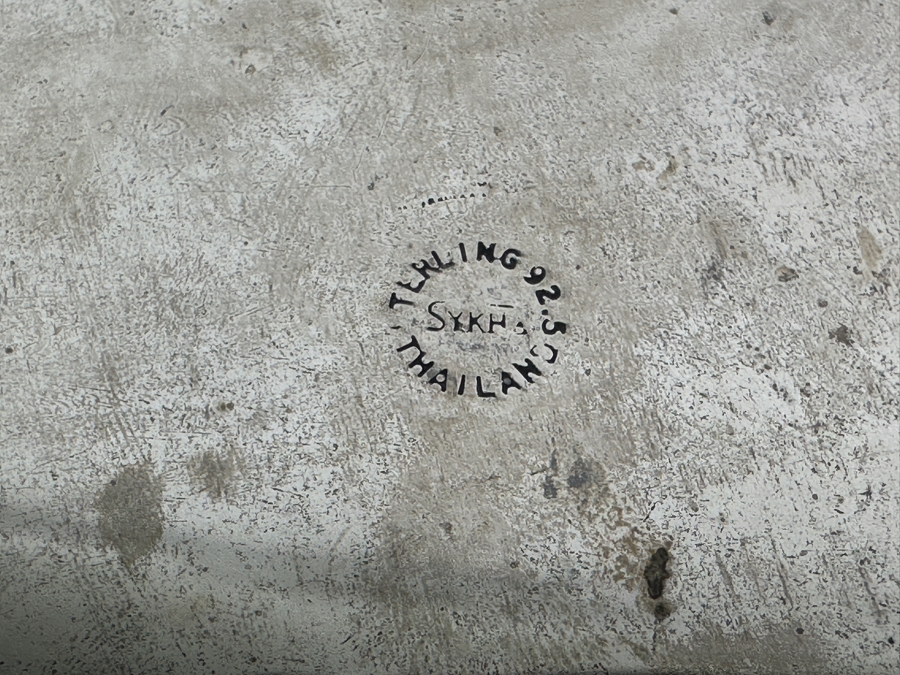 TERLING 92.5
SYKH.
THAILAND